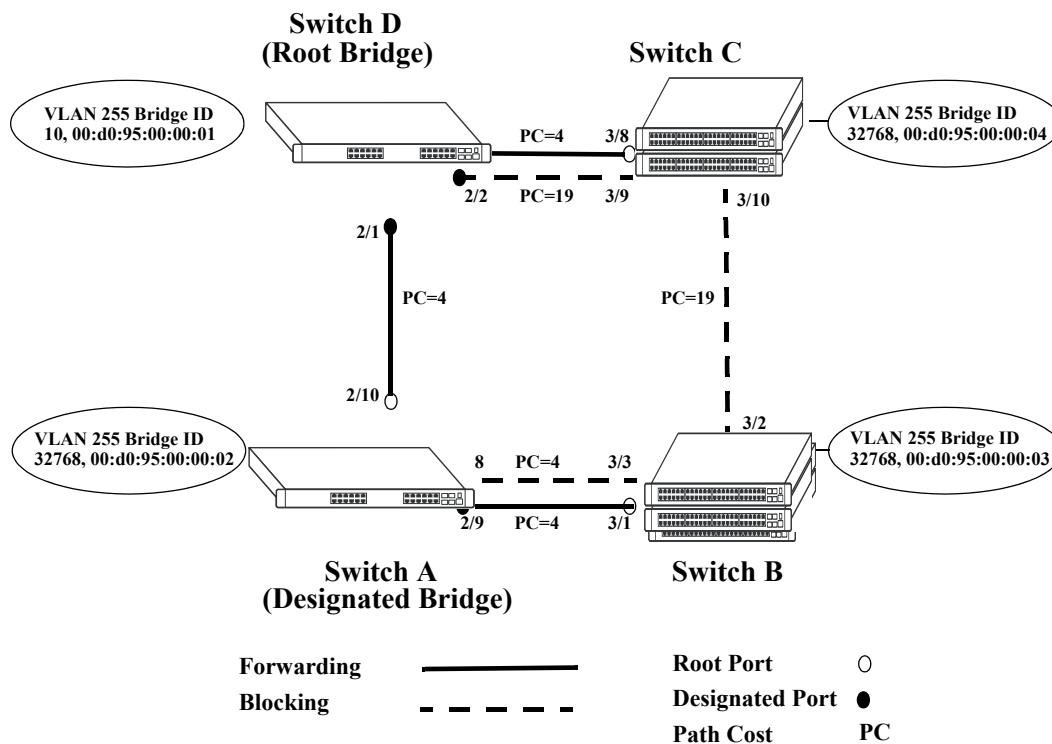 Switch D
(Root Bridge)
Switch C
VLAN 255 Bridge ID
10, 00:d0:95:00:00:01
VLAN 255 Bridge ID
32768, 00:d0:95:00:00:04
PC=4
3/8
2/2
PC=19
3/9
3/10
2/1
PC=4
PC=19
2/10
3/2
VLAN 255 Bridge ID
32768, 00:d0:95:00:00:02
VLAN 255 Bridge ID
32768, 00:d0:95:00:00:03
8
PC=4
3/3
2/9
PC=4
3/1
Switch A
(Designated Bridge)
Switch B
Forwarding
Root Port
Blocking
Designated Port
Path Cost
PC